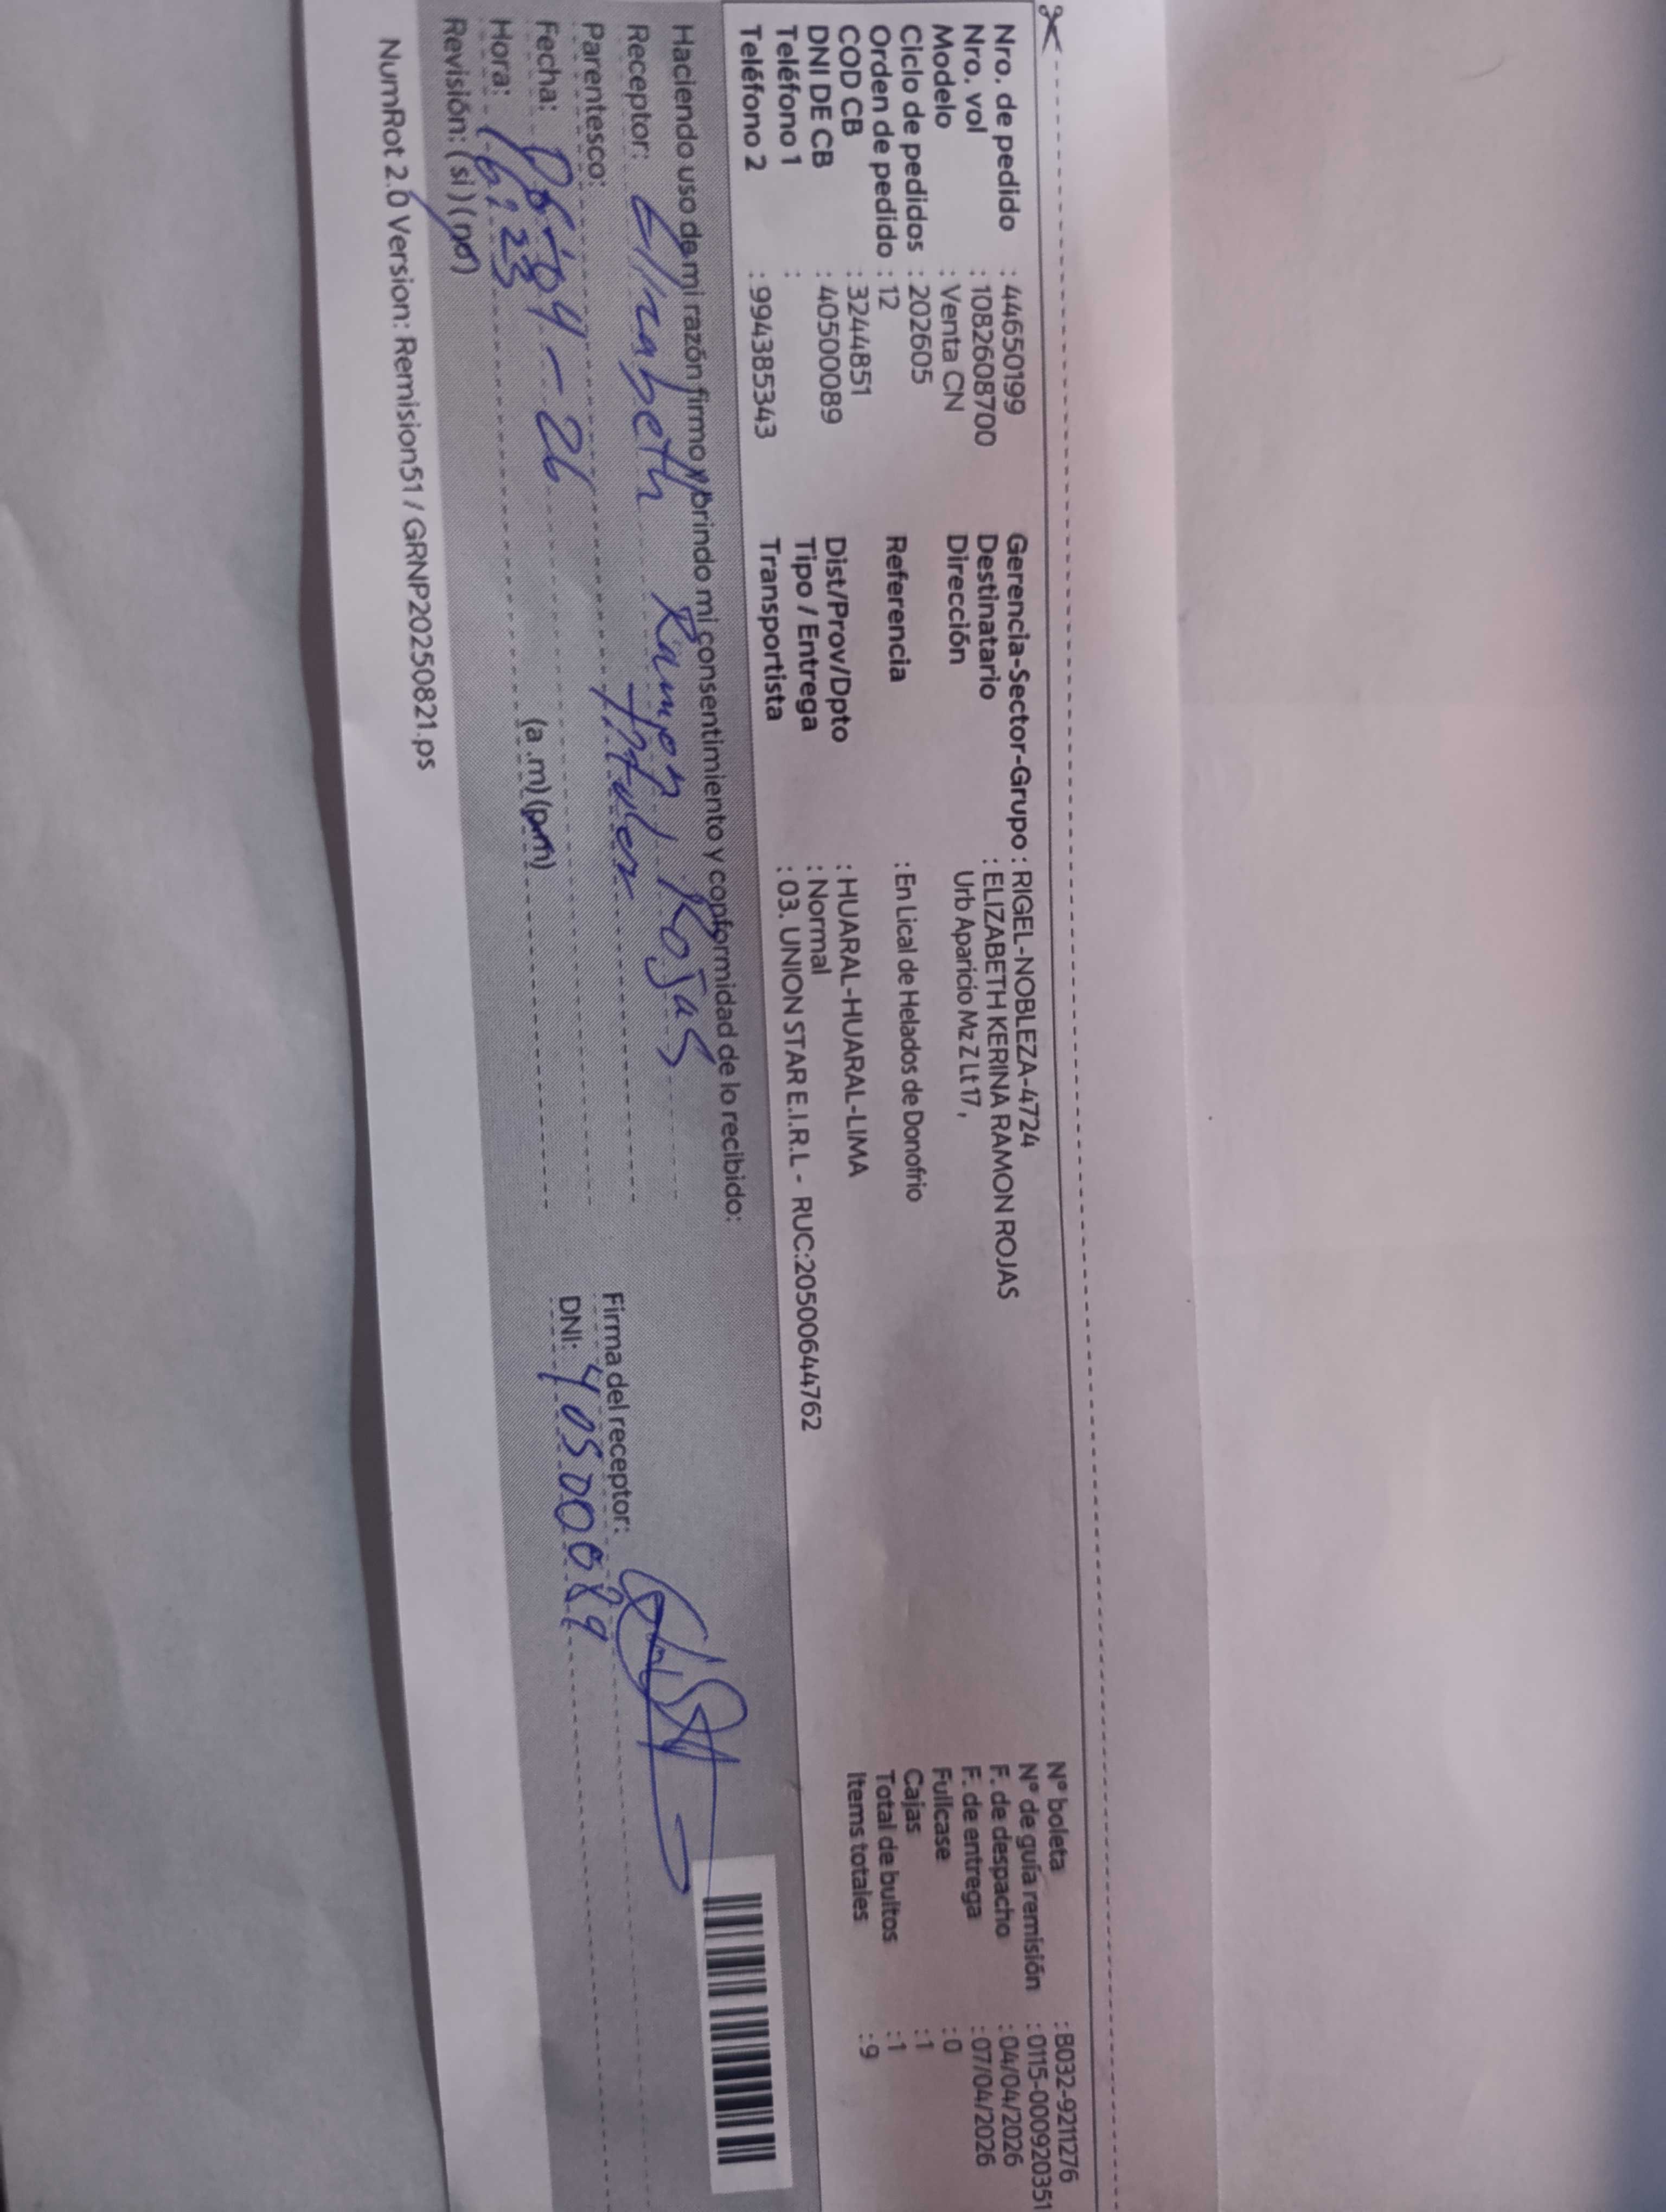 Nro. de pedido : 44650199
Nro. vol : 1082608700
Modelo : Venta CN
Ciclo de pedidos : 202605
Orden de pedido : 12
COD CB : 3244851
DNI DE CB : 40500089
Teléfono 1 :
Teléfono 2 : 994385343
Gerencia-Sector-Grupo : RIGEL-NOBLEZA-4724
Destinatario : ELIZABETH KERINA RAMON ROJAS
Dirección Urb Aparicio Mz Z Lt 17 ,
Referencia : En Lical de Helados de Donofrio
Dist/Prov/Dpto : HUARAL-HUARAL-LIMA
Tipo / Entrega : Normal
Transportista : 03. UNION STAR E.I.R.L - RUC:20500644762
N° boleta : B032-9211276
N° de guía remisión : 0115-000920351
F. de despacho : 04/04/2026
F. de entrega : 07/04/2026
Fullcase : 0
Cajas : 1
Total de bultos : 1
Items totales : 9
Haciendo uso de mi razón firmo y brindo mi consentimiento y conformidad de lo recibido:
Receptor: Elizabeth Ramon Rojas
Parentesco: Titular
Fecha: 06-04-26
Hora: 16:23 (a .m) (pm)
Revisión: ( si ) ( no )
Firma del receptor:
DNI: 40500089
NumRot 2.0 Version: Remision51 / GRNP20250821.ps